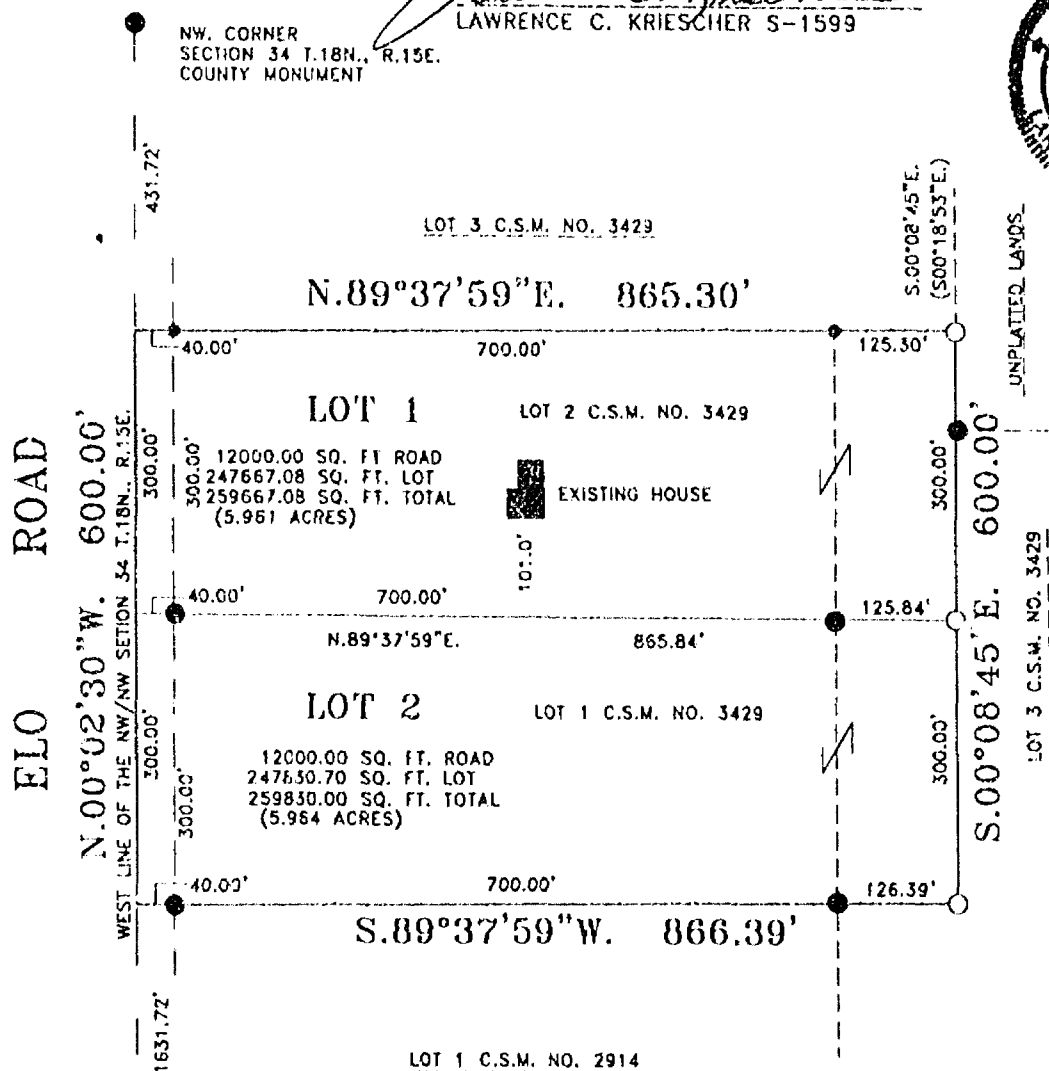 LAWRENCE C. KRIESCHER S-1599
NW. CORNER
SECTION 34 T.18N., R.15E.
COUNTY MONUMENT
431.72'
LOT 3 C.S.M. NO. 3429
S.00°08'45"E.
(S00°18'53"E.)
UNPLATTED LANDS
N.89°37'59"E. 865.30'
40.00'
700.00'
125.30'
LOT 1
LOT 2 C.S.M. NO. 3429
12000.00 SQ. FT ROAD
247667.08 SQ. FT. LOT
259667.08 SQ. FT. TOTAL
(5.961 ACRES)
EXISTING HOUSE
101.0'
300.00'
300.00'
300.00'
ELO ROAD
N.00°02'30"W. 600.00'
WEST LINE OF THE NW/NW SETION 34 T.18N., R.15E.
40.00'
700.00'
125.84'
N.89°37'59"E.
865.84'
S.00°08'45"E. 600.00'
LOT 3 C.S.M. NO. 3429
LOT 2
LOT 1 C.S.M. NO. 3429
12000.00 SQ. FT. ROAD
247830.70 SQ. FT. LOT
259830.00 SQ. FT. TOTAL
(5.964 ACRES)
300.00'
300.00'
300.00'
40.00'
700.00'
126.39'
S.89°37'59"W. 866.39'
1631.72'
LOT 1 C.S.M. NO. 2914